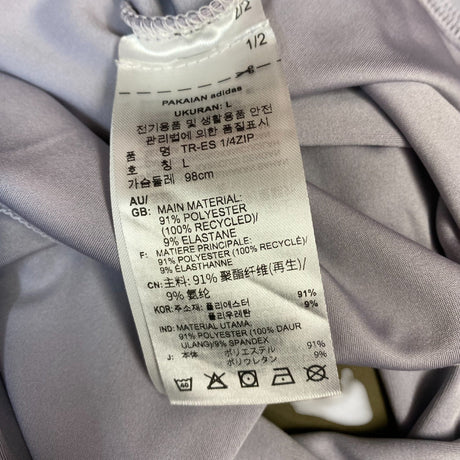 1/2
1/2
PAKAIAN adidas
UKURAN: L
전기용품 및 생활용품 안전
관리법에 의한 품질표시
품 명 TR-ES 1/4ZIP
호 칭 L
가슴둘레 98cm
AU/
GB: MAIN MATERIAL:
91% POLYESTER
(100% RECYCLED)/
9% ELASTANE
F: MATIERE PRINCIPALE:
91% POLYESTER (100% RECYCLÉ)/
9% ÉLASTHANNE
CN: 主料: 91% 聚酯纤维(再生)/
9% 氨纶
KOR: 주소재: 폴리에스터 91%
폴리우레탄 9%
IND: MATERIAL UTAMA:
91% POLYESTER (100% DAUR
ULANG)/9% SPANDEX
J: 本体 ポリエステル 91%
ポリウレタン 9%